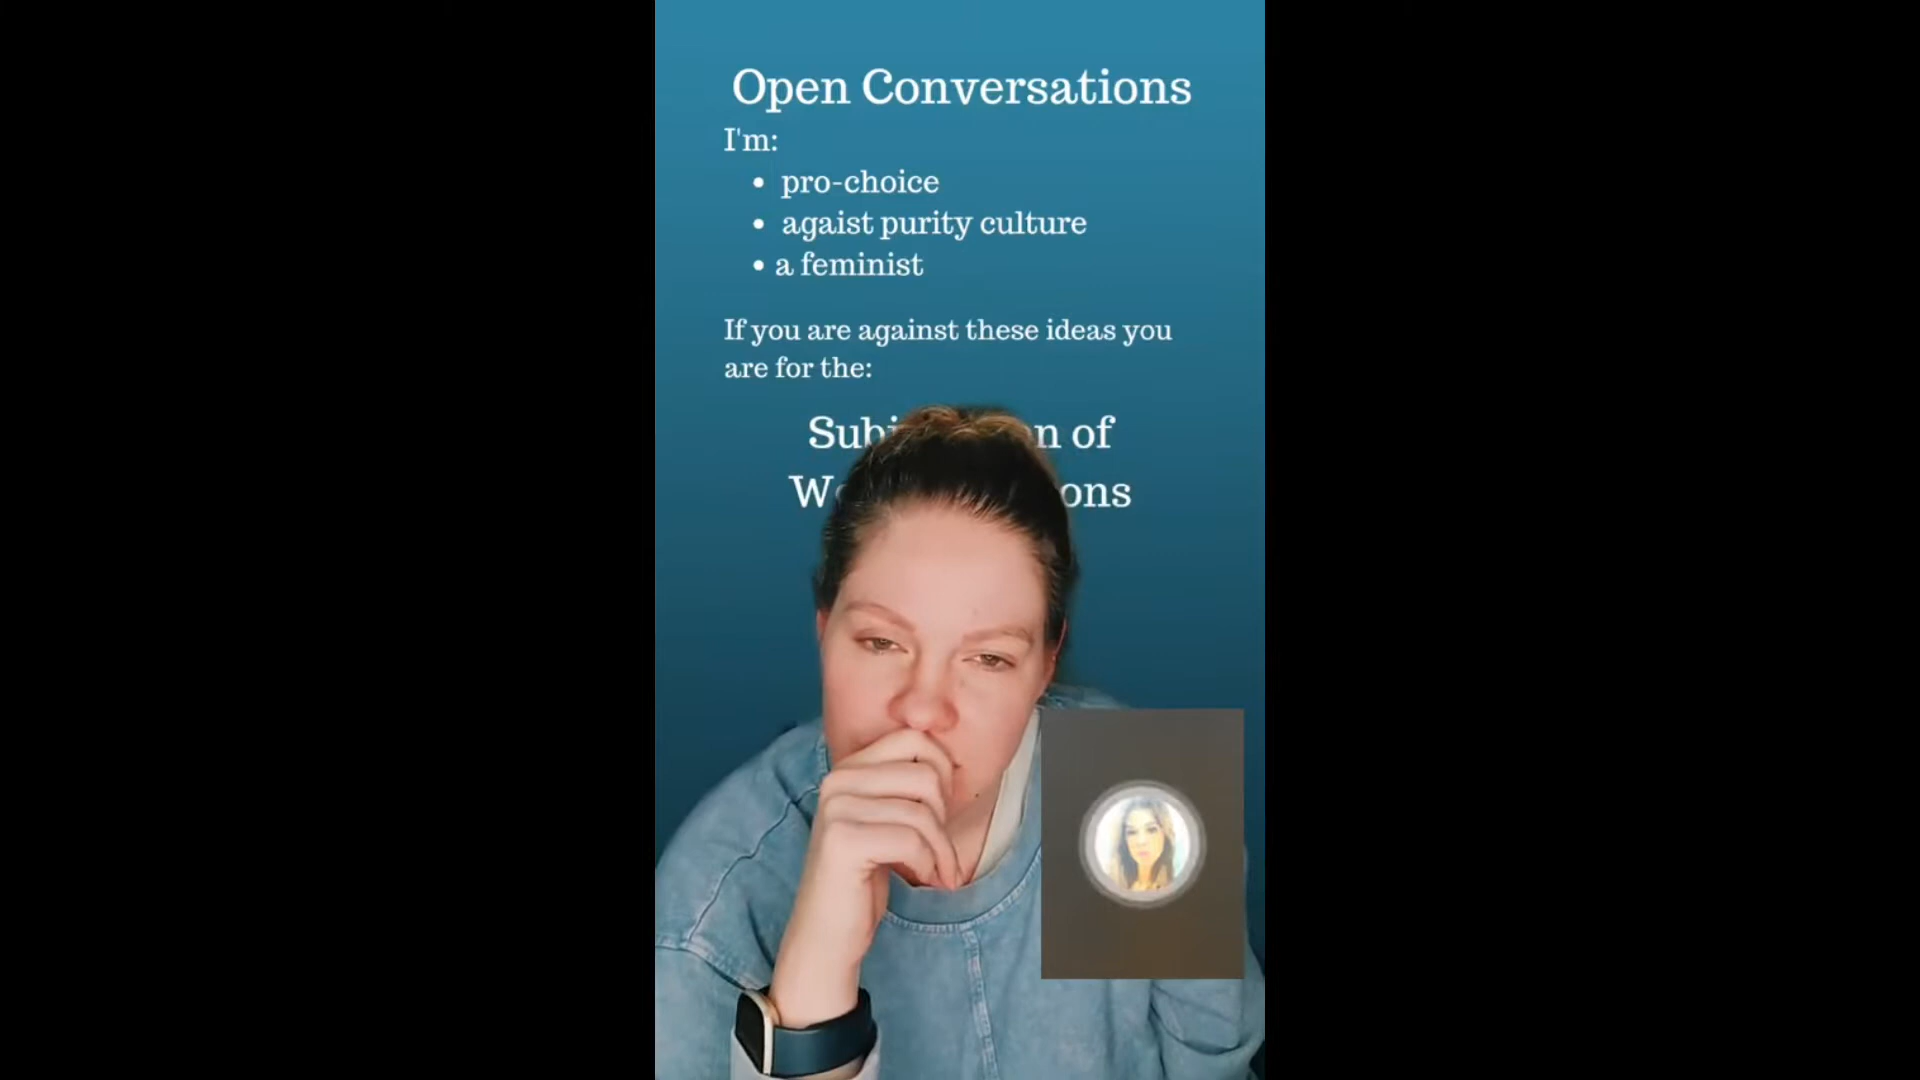 Open Conversations
I'm:
• pro-choice
• agaist purity culture
• a feminist
If you are against these ideas you
are for the:
of